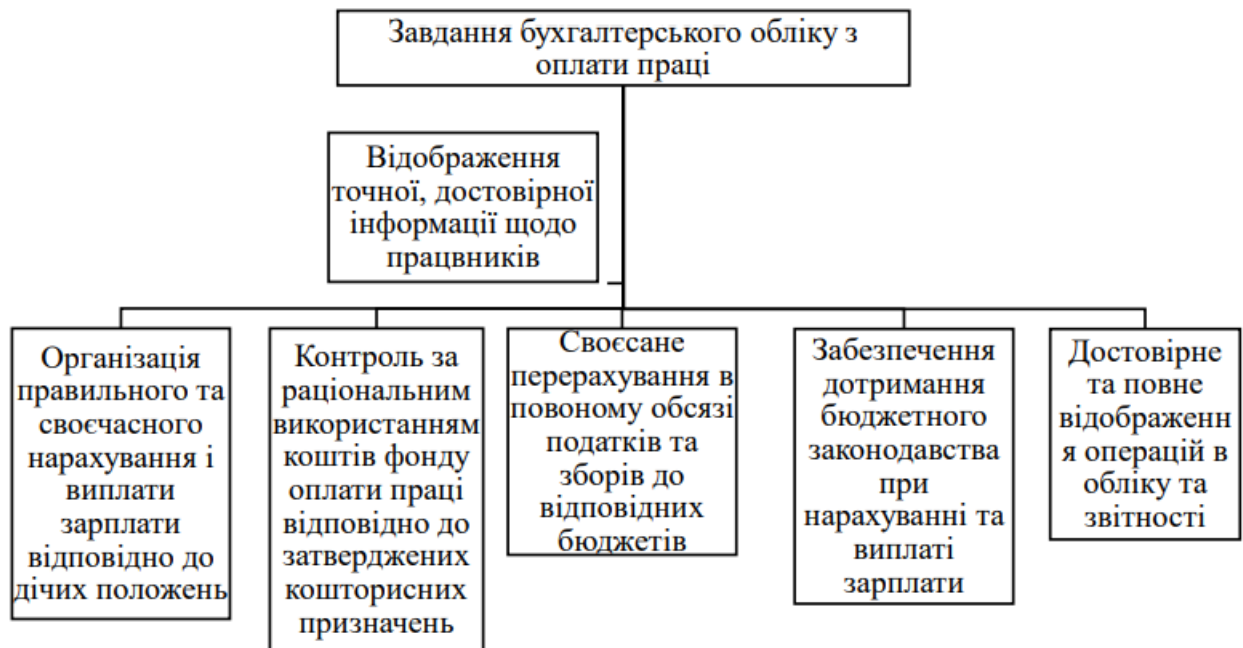 Завдання бухгалтерського обліку з
оплати праці
Відображення
точної, достовірної
інформації щодо
працвників
Організація
правильного та
своєчасного
нарахування і
виплати
зарплати
відповідно до
дічих положень
Контроль за
раціональним
використанням
коштів фонду
оплати праці
відповідно до
затверджених
кошторисних
призначень
Своєсане
перерахування в
повоному обсязі
податків та
зборів до
відповідних
бюджетів
Забезпечення
дотримання
бюджетного
законодавства
при
нарахуванні та
виплаті
зарплати
Достовірне
та повне
відображенн
я операцій в
обліку та
звітності